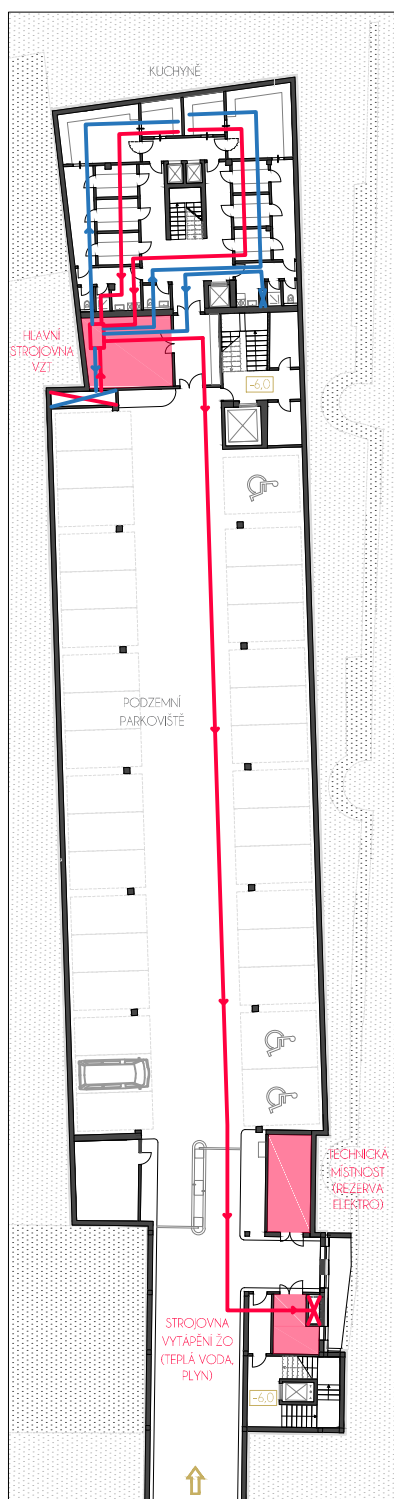 KUCHYNĚ
HLAVNÍ
STROJOVNA
VZT
-6,0
PODZEMNÍ
PARKOVIŠTĚ
TECHNICKÁ
MÍSTNOST
(REZERVA
ELEKTRO)
STROJOVNA
VYTÁPĚNÍ ŽO
(TEPLÁ VODA,
PLYN)
-6,0